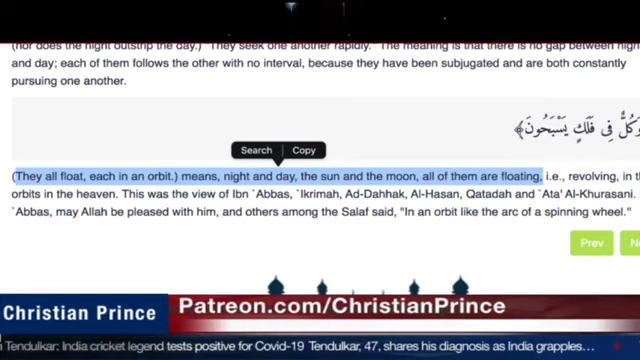 (nor does the night outstrip the day.) "They seek one another rapidly." The meaning is that there is no gap between night
and day; each of them follows the other with no interval, because they have been subjugated and are both constantly
pursuing one another.
وَكُلٌّ فِى فَلَكٍ يَسْبَحُونَ﴾
Search Copy
(They all float, each in an orbit.) means, night and day, the sun and the moon, all of them are floating, i.e., revolving, in th
orbits in the heaven. This was the view of Ibn `Abbas, `Ikrimah, Ad-Dahhak, Al-Hasan, Qatadah and `Ata' Al-Khurasani.
`Abbas, may Allah be pleased with him, and others among the Salaf said, "In an orbit like the arc of a spinning wheel."
Prev Ne
Christian Prince
Patreon.com/ChristianPrince
n Tendulkar: India cricket legend tests positive for Covid-19 Tendulkar, 47, shares his diagnosis as India grapples...